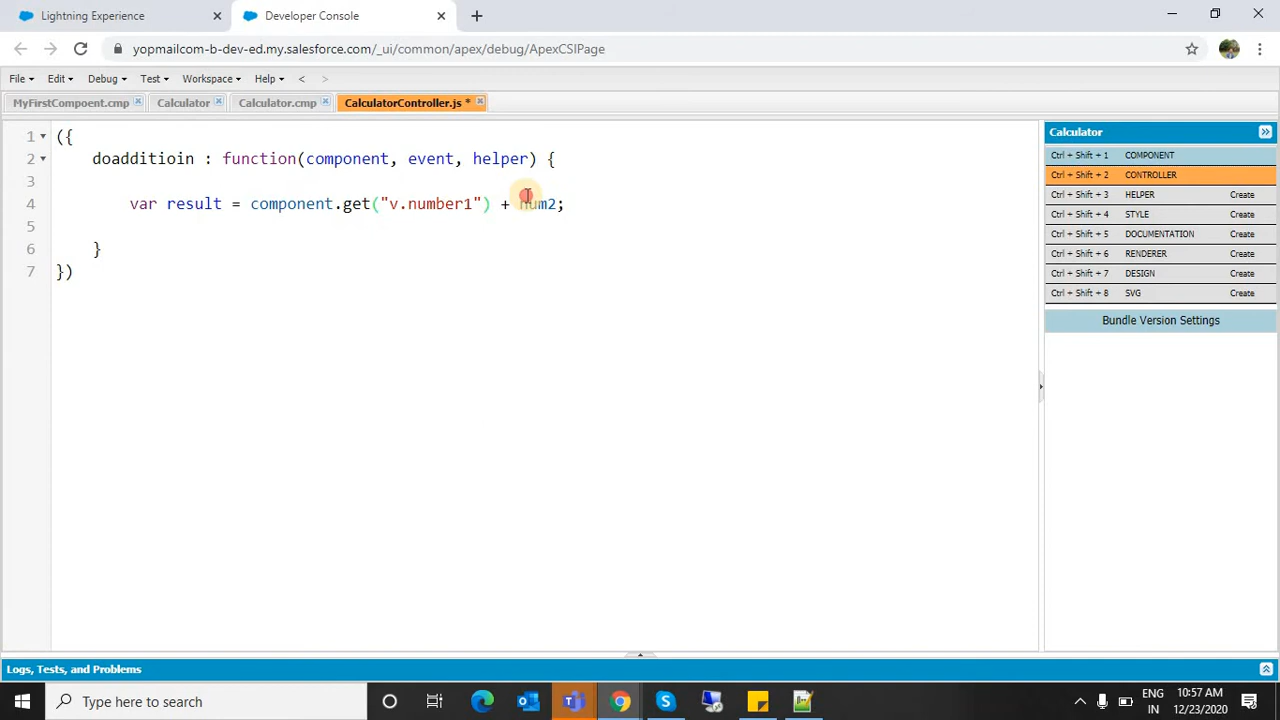 Lightning Experience
Developer Console
yopmailcom-b-dev-ed.my.salesforce.com/_ui/common/apex/debug/ApexCSIPage
File Edit Debug Test Workspace Help < >
MyFirstCompoent.cmp
Calculator
Calculator.cmp
CalculatorController.js *
1 ({
2 doadditioin : function(component, event, helper) {
3
4 var result = component.get("v.number1") + num2;
5
6 }
7 })
Calculator
Ctrl + Shift + 1 COMPONENT
Ctrl + Shift + 2 CONTROLLER
Ctrl + Shift + 3 HELPER Create
Ctrl + Shift + 4 STYLE
Ctrl + Shift + 5 DOCUMENTATION Create
Ctrl + Shift + 6 RENDERER Create
Ctrl + Shift + 7 DESIGN Create
Ctrl + Shift + 8 SVG Create
Bundle Version Settings
Logs, Tests, and Problems
Type here to search
ENG
IN
10:57 AM
12/23/2020